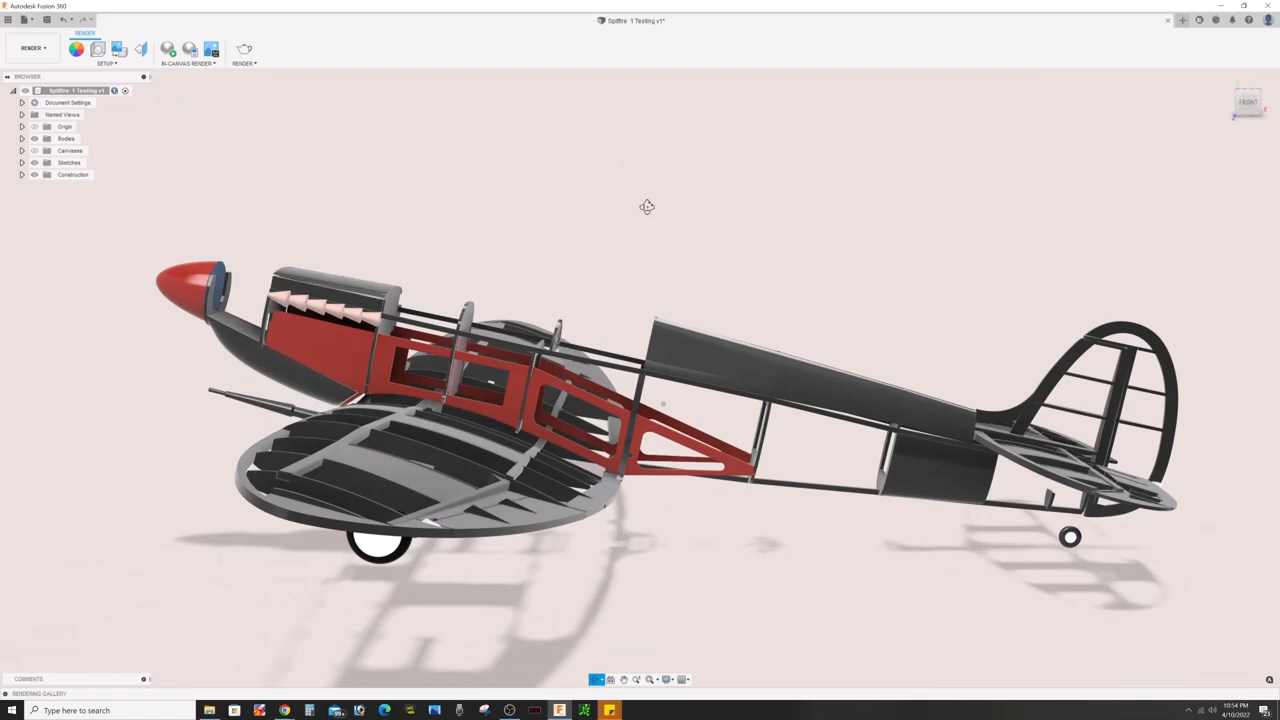 Autodesk Fusion 360
Spitfire 1 Testing v1*
RENDER
RENDER
SETUP
IN-CANVAS RENDER
RENDER
BROWSER
Spitfire 1 Testing v1
Document Settings
Named Views
Origin
Bodies
Canvases
Sketches
Construction
FRONT
Z
X
COMMENTS
RENDERING GALLERY
Type here to search
99+
10:54 PM
4/10/2022
23